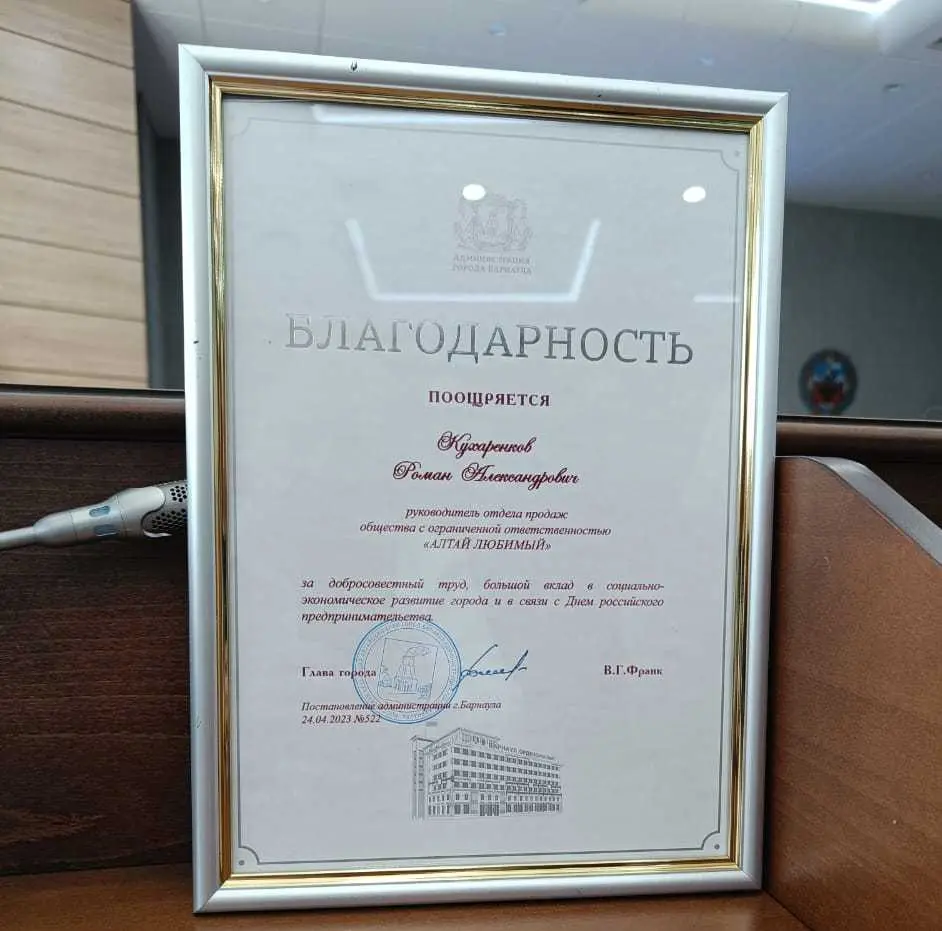 АДМИНИСТРАЦИЯ
ГОРОДА БАРНАУЛА
БЛАГОДАРНОСТЬ
ПООЩРЯЕТСЯ
Кухаренков
Роман Александрович
руководитель отдела продаж
общества с ограниченной ответственностью
«АЛТАЙ ЛЮБИМЫЙ»
за добросовестный труд, большой вклад в социально-
экономическое развитие города и в связи с Днем российского
предпринимательства
Глава города
В.Г.Франк
Постановление администрации г.Барнаула
24.04.2023 №522
БАРНАУЛ